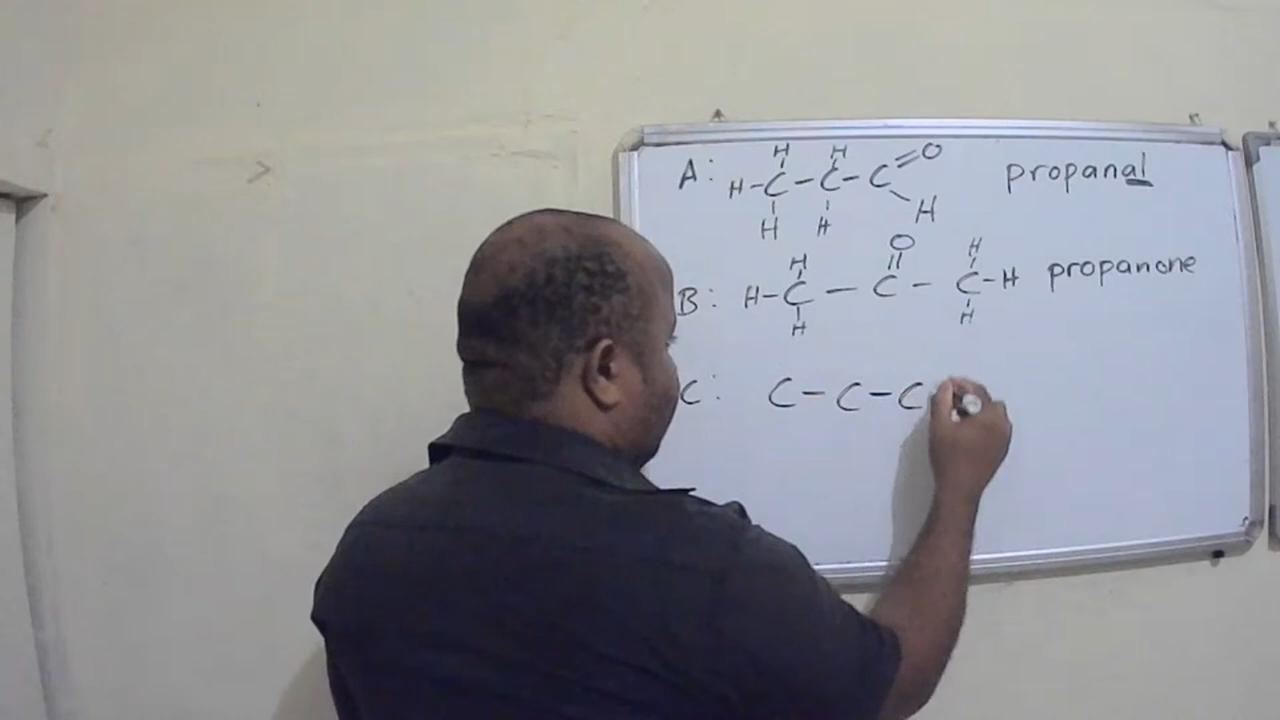 H H O
A: H-C-C-C propanal
H H H
O H
H
B: H-C-C-C-H propanone
H H
C: C-C-C